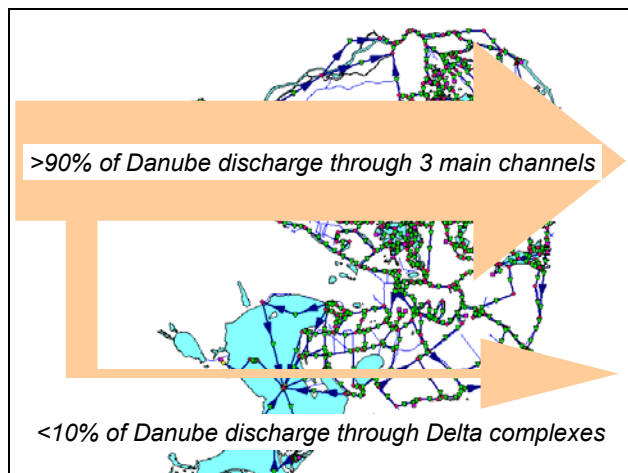 >90% of Danube discharge through 3 main channels
<10% of Danube discharge through Delta complexes